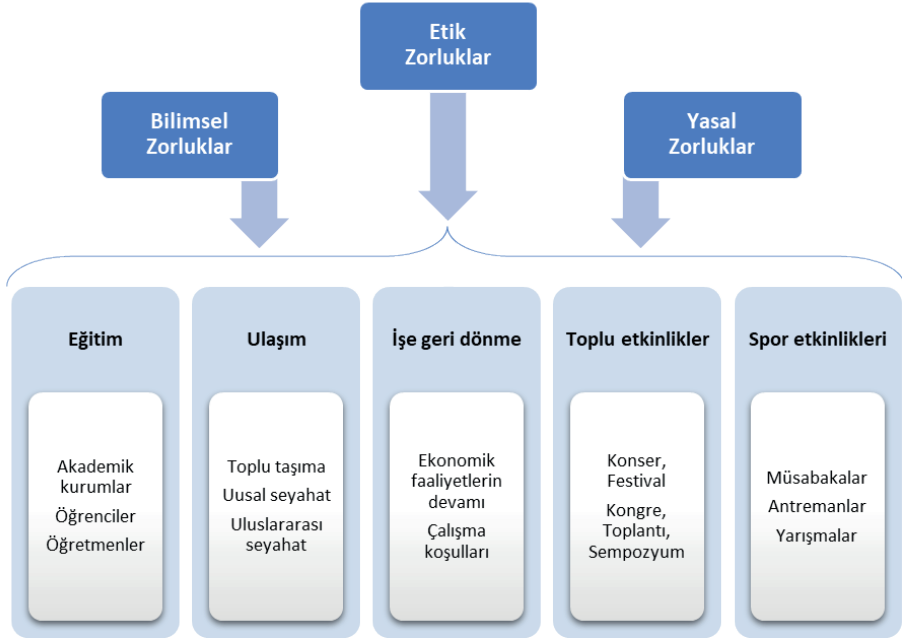 Etik
Zorluklar
Bilimsel
Zorluklar
Yasal
Zorluklar
Eğitim
Akademik
kurumlar
Öğrenciler
Öğretmenler
Ulaşım
Toplu taşıma
Uusal seyahat
Uluslararası
seyahat
İşe geri dönme
Ekonomik
faaliyetlerin
devamı
Çalışma
koşulları
Toplu etkinlikler
Konser,
Festival
Kongre,
Toplantı,
Sempozyum
Spor etkinlikleri
Müsabakalar
Antremanlar
Yarışmalar